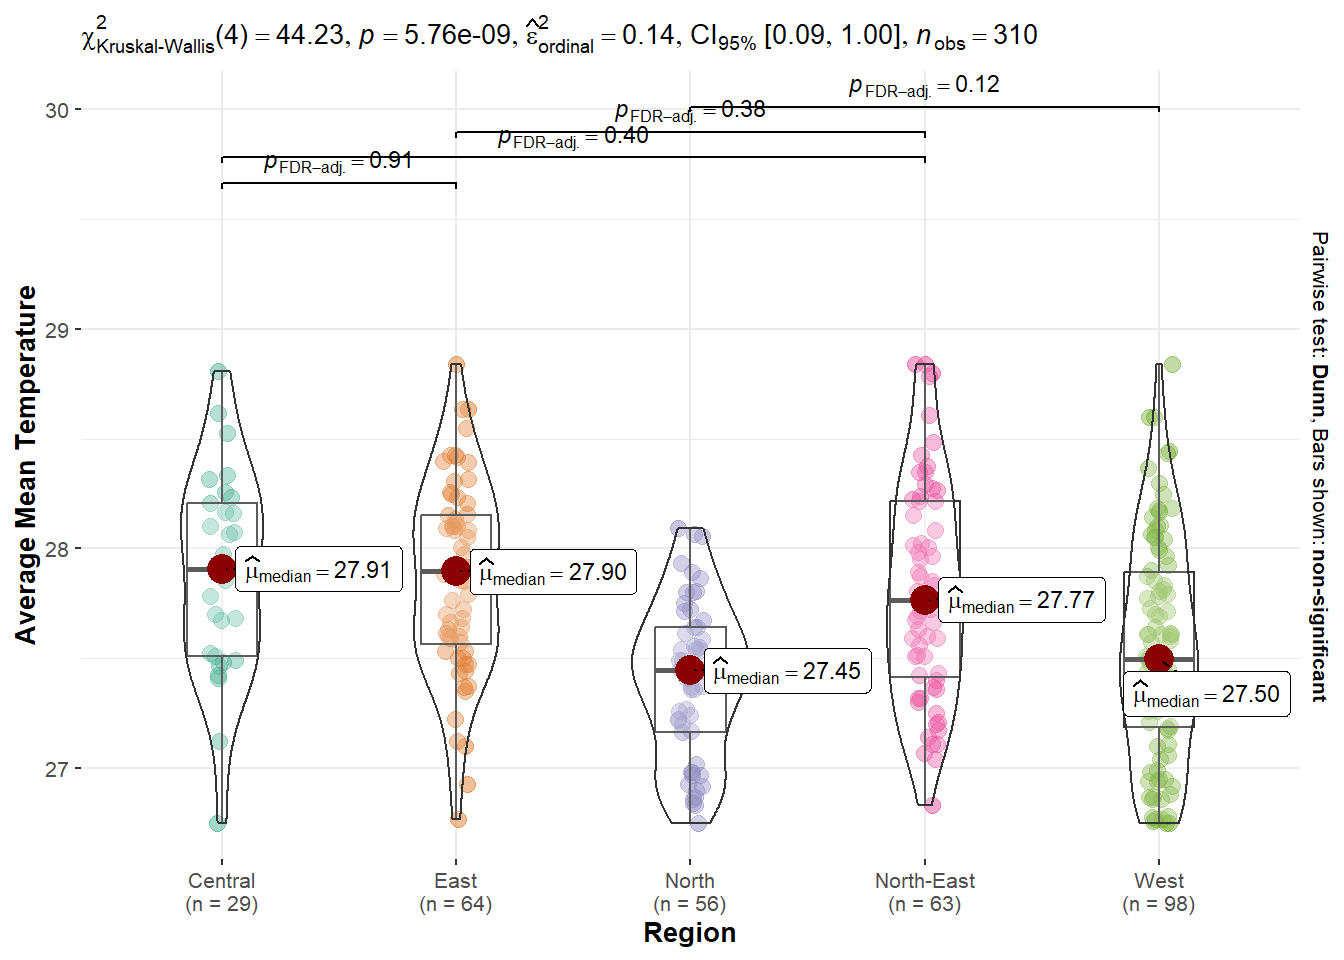 χ²Kruskal-Wallis(4) = 44.23, p = 5.76e-09, ε̂²ordinal = 0.14, CI95% [0.09, 1.00], nobs = 310
pFDR–adj. = 0.12
pFDR–adj. = 0.38
pFDR–adj. = 0.40
pFDR–adj. = 0.91
30
29
28
27
Average Mean Temperature
μ̂median = 27.91
μ̂median = 27.90
μ̂median = 27.45
μ̂median = 27.77
μ̂median = 27.50
Pairwise test: Dunn, Bars shown: non-significant
Central
(n = 29)
East
(n = 64)
North
(n = 56)
North-East
(n = 63)
West
(n = 98)
Region